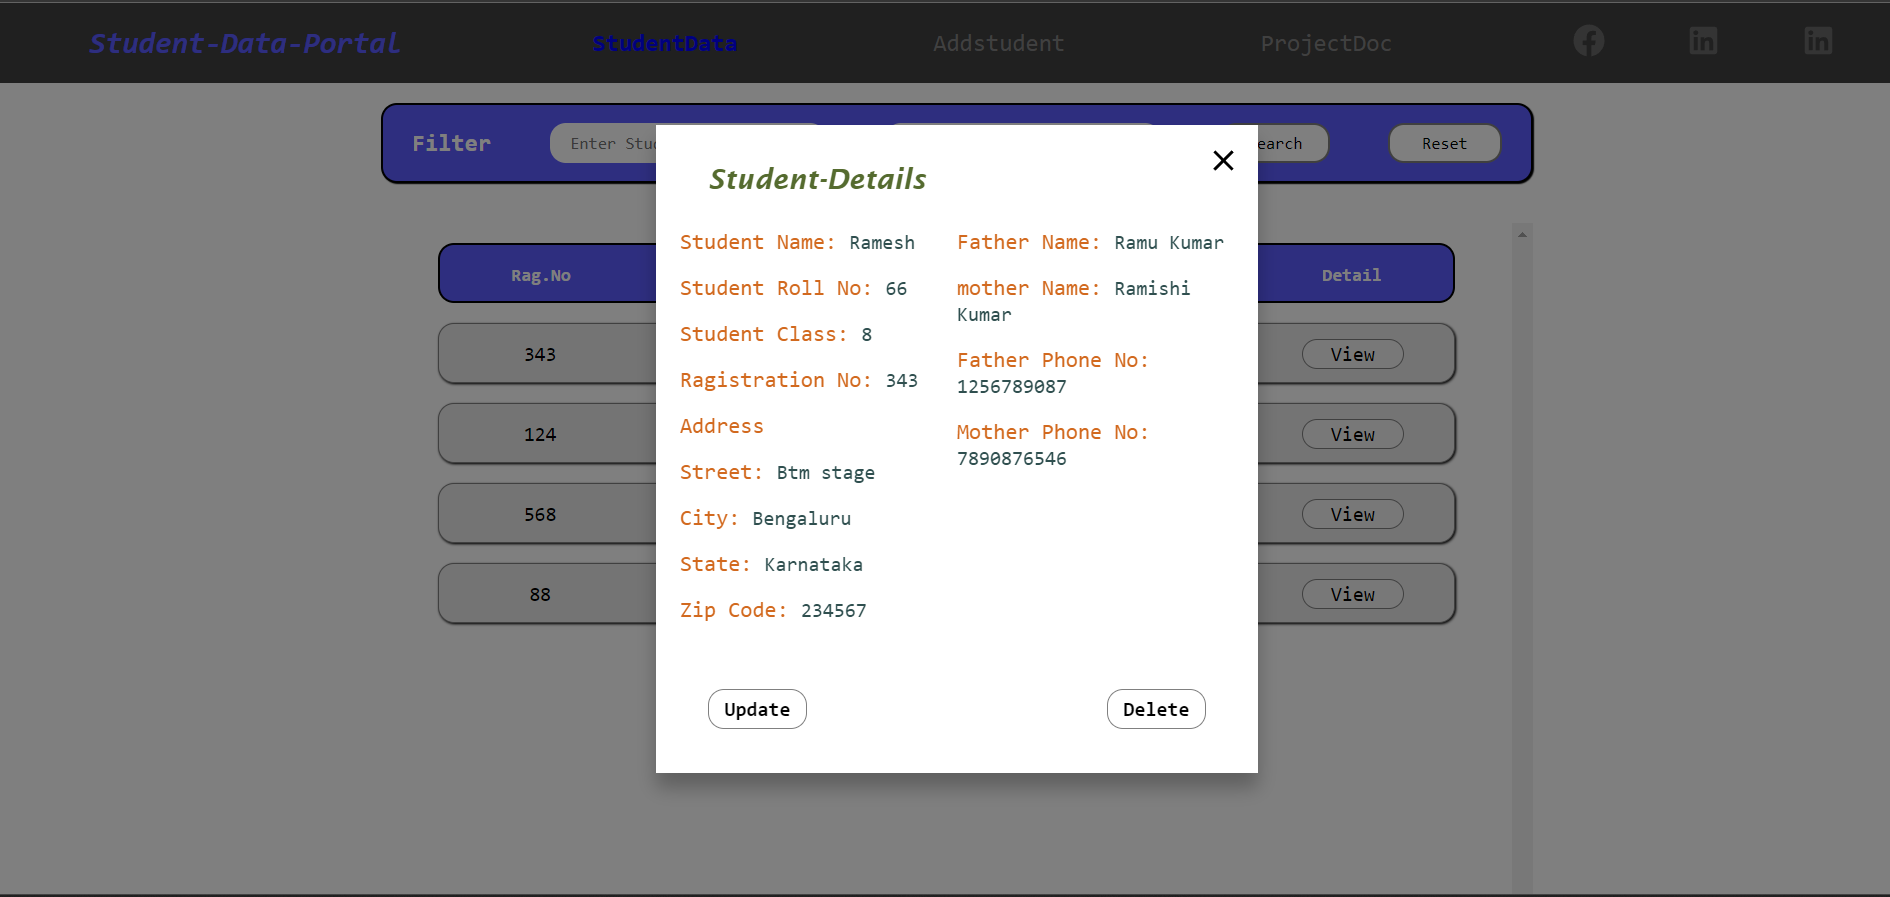 Student-Data-Portal StudentData Addstudent ProjectDoc
Filter Enter Reset
Student-Details
Student Name: Ramesh
Student Roll No: 66
Student Class: 8
Ragistration No: 343
Address
Street: Btm stage
City: Bengaluru
State: Karnataka
Zip Code: 234567
Father Name: Ramu Kumar
mother Name: Ramishi
Kumar
Father Phone No:
1256789087
Mother Phone No:
7890876546
Update Delete
Rag.No Detail
343 View
124 View
568 View
88 View